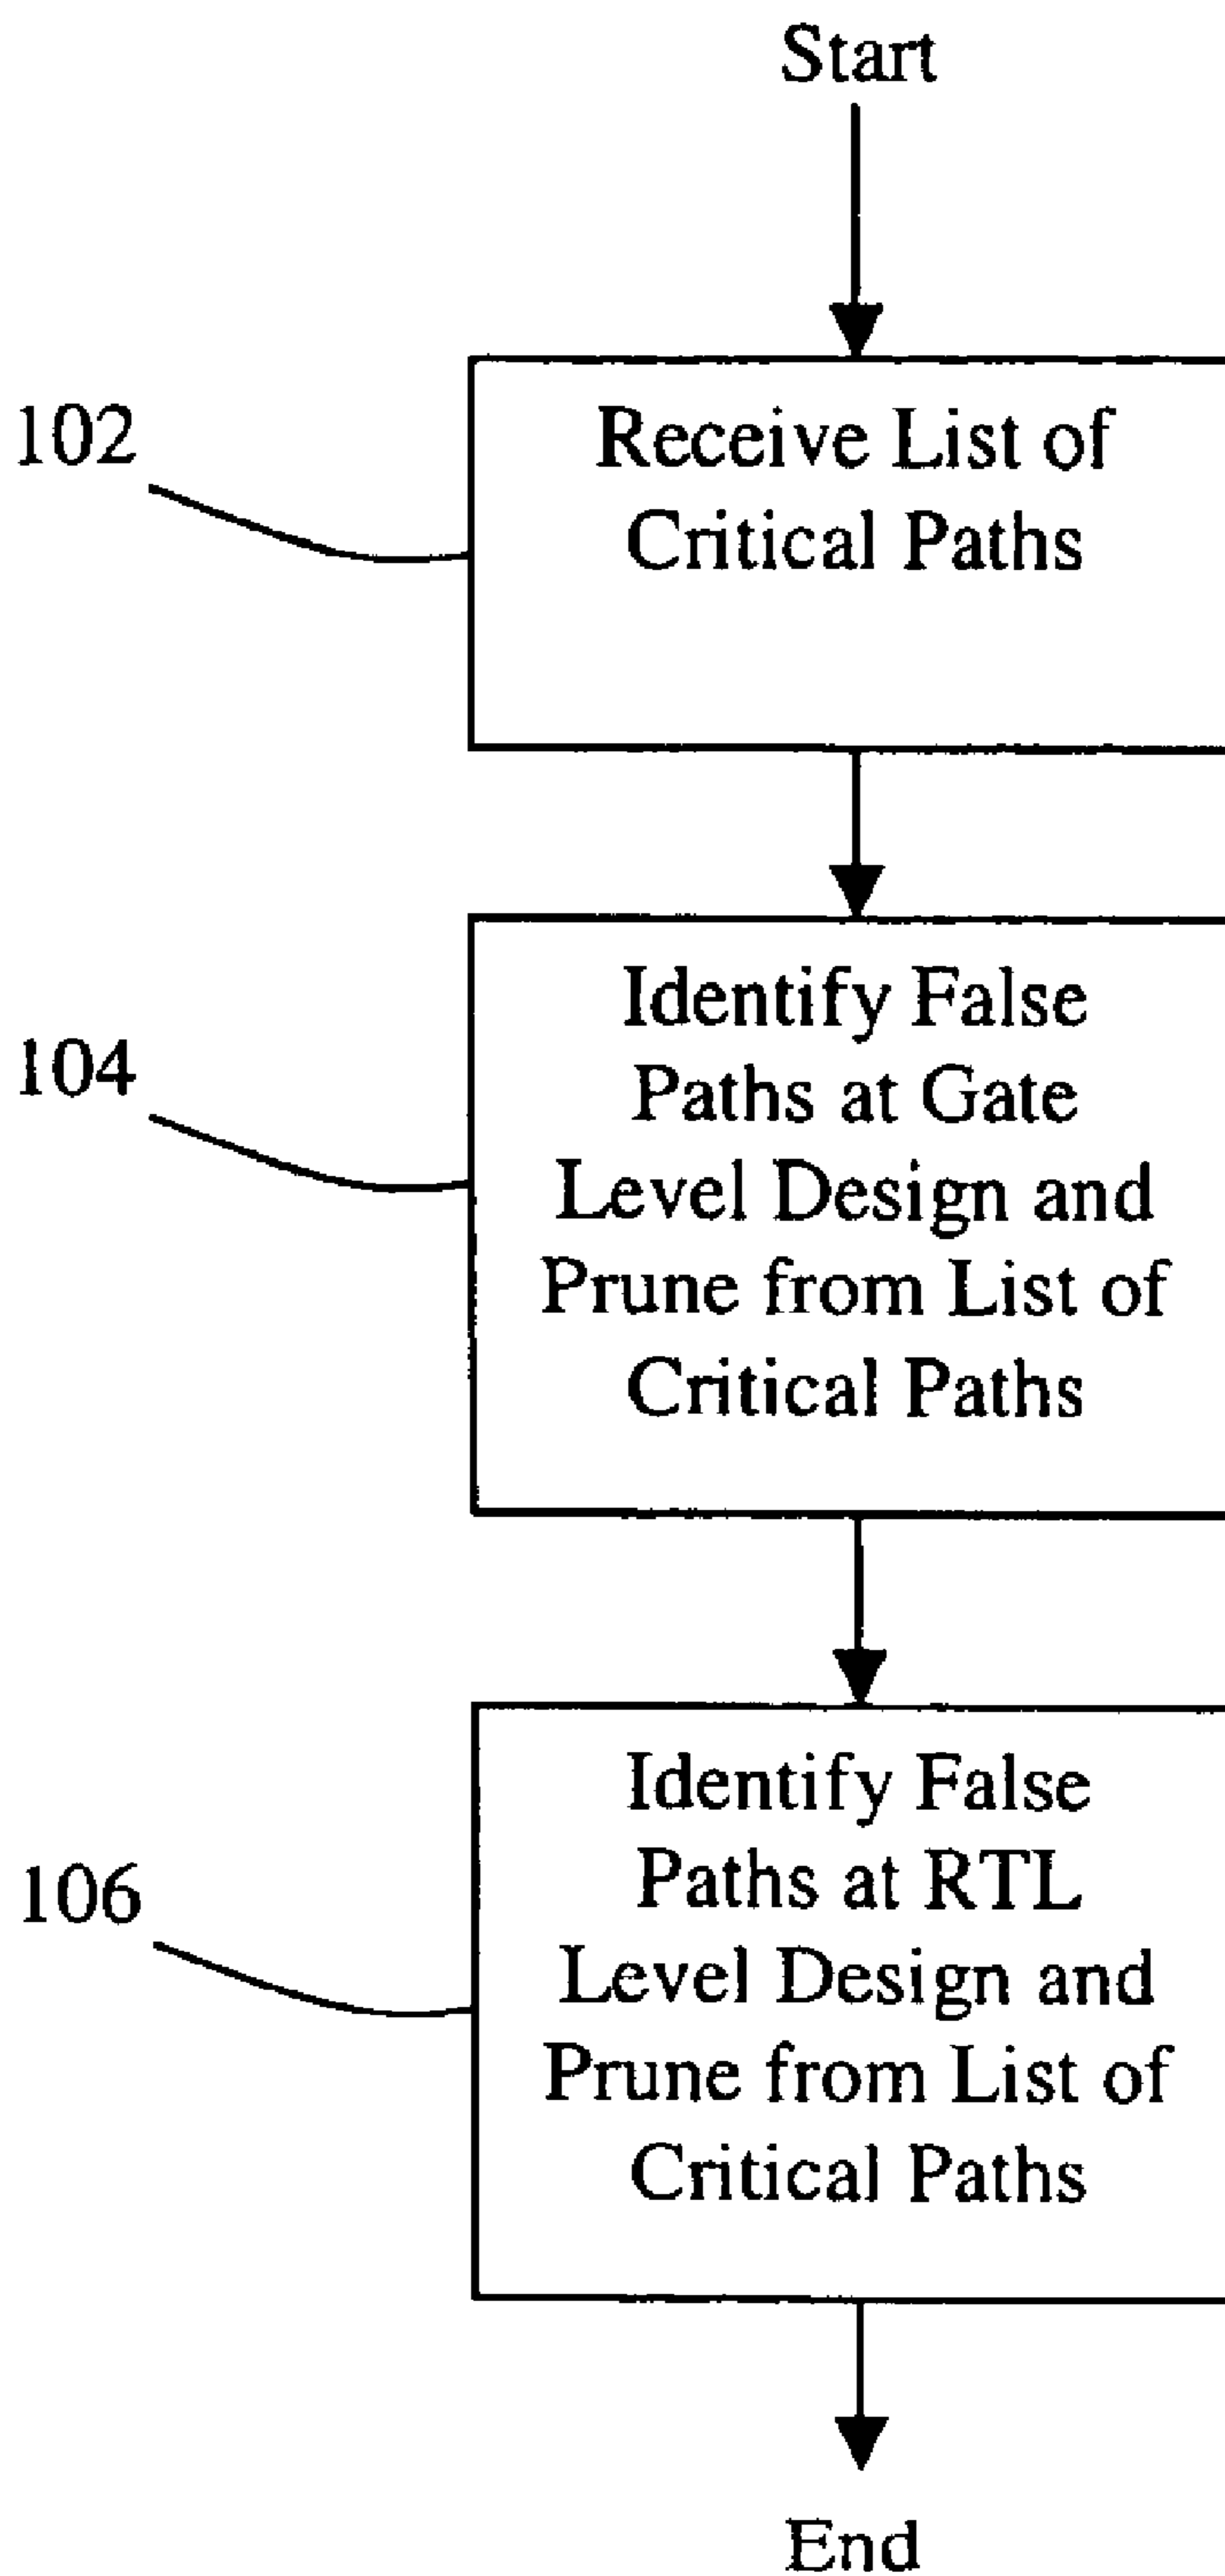 Start
102
Receive List of
Critical Paths
104
Identify False
Paths at Gate
Level Design and
Prune from List of
Critical Paths
106
Identify False
Paths at RTL
Level Design and
Prune from List of
Critical Paths
End